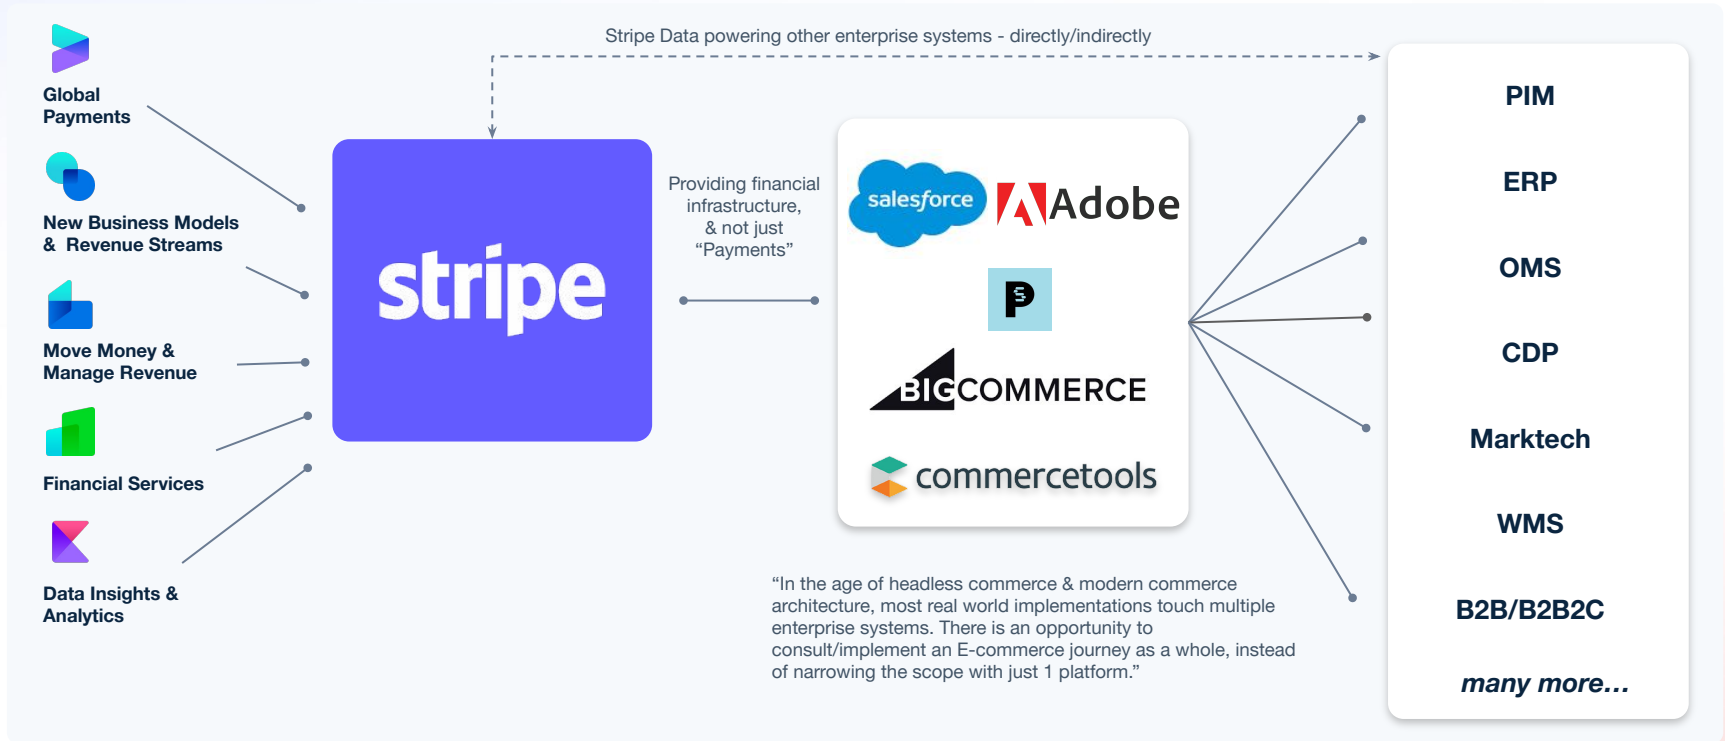 Stripe Data powering other enterprise systems - directly/indirectly
Global
Payments
New Business Models
& Revenue Streams
Move Money &
Manage Revenue
Financial Services
Data Insights &
Analytics
stripe
Providing financial
infrastructure,
& not just
“Payments”
salesforce
Adobe
P
BIGCOMMERCE
commercetools
“In the age of headless commerce & modern commerce
architecture, most real world implementations touch multiple
enterprise systems. There is an opportunity to
consult/implement an E-commerce journey as a whole, instead
of narrowing the scope with just 1 platform.”
PIM
ERP
OMS
CDP
Marktech
WMS
B2B/B2B2C
many more...